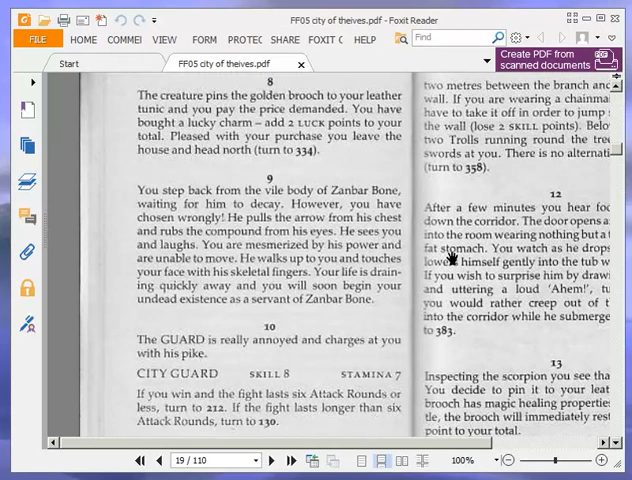 FF05 city of theives.pdf - Foxit Reader
FILE HOME COMMEI VIEW FORM PROTEC SHARE FOXIT C HELP Find
Create PDF from
scanned documents
Start FF05 city of theives.pdf
8
The creature pins the golden brooch to your leather
tunic and you pay the price demanded. You have
bought a lucky charm – add 2 LUCK points to your
total. Pleased with your purchase you leave the
house and head north (turn to 334).
9
You step back from the vile body of Zanbar Bone,
waiting for him to decay. However, you have
chosen wrongly! He pulls the arrow from his chest
and rubs the compound from his eyes. He sees you
and laughs. You are mesmerized by his power and
are unable to move. He walks up to you and touches
your face with his skeletal fingers. Your life is drain-
ing quickly away and you will soon begin your
undead existence as a servant of Zanbar Bone.
10
The GUARD is really annoyed and charges at you
with his pike.
CITY GUARD SKILL 8 STAMINA 7
If you win and the fight lasts six Attack Rounds or
less, turn to 212. If the fight lasts longer than six
Attack Rounds, turn to 130.
two metres between the branch and
wall. If you are wearing a chainma
have to take it off in order to jump
the wall (lose 2 SKILL points). Belo
two Trolls running round the tree
swords at you. There is no alternati
(turn to 358).
12
After a few minutes you hear foo
down the corridor. The door opens a
into the room wearing nothing but a t
fat stomach. You watch as he drops
himself gently into the tub w
If you wish to surprise him by drawi
and uttering a loud 'Ahem!', tu
you would rather creep out of t
into the corridor while he submerge
to 383.
13
Inspecting the scorpion you see tha
You decide to pin it to your leat
brooch has magic healing properties
tle, the brooch will immediately rest
point to your total.
19 / 110 100%